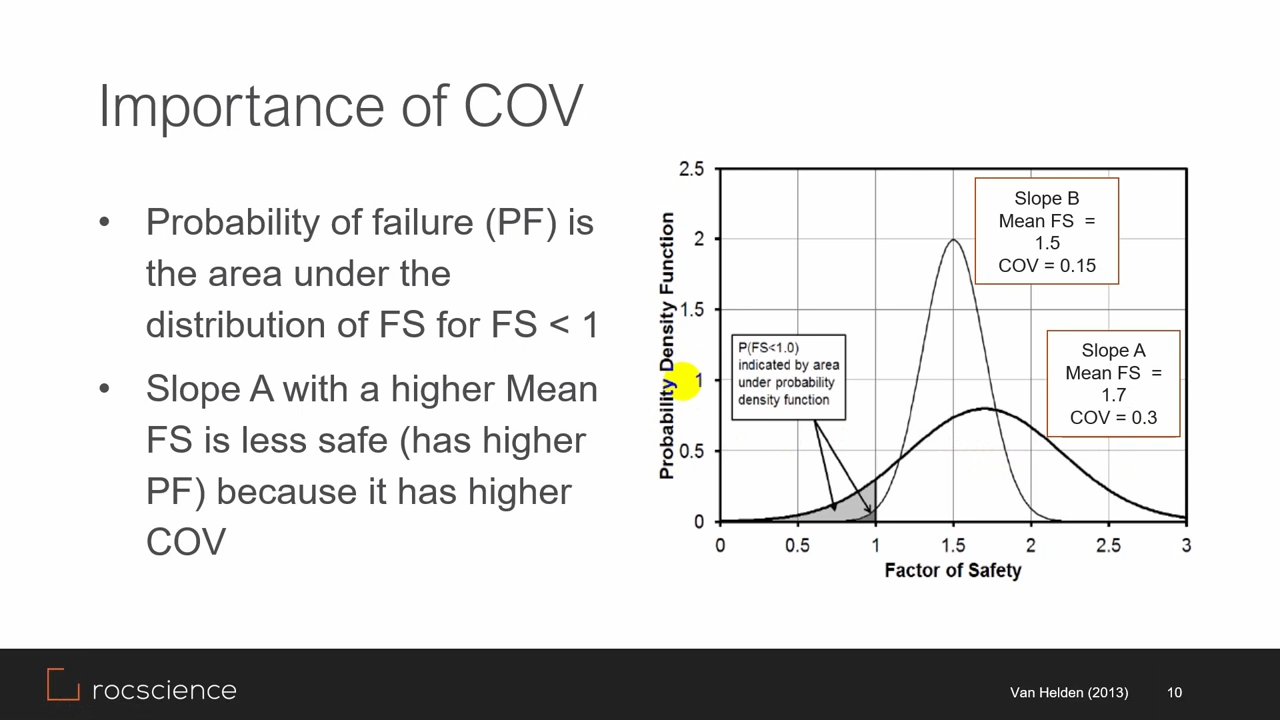 Importance of COV
• Probability of failure (PF) is
the area under the
distribution of FS for FS < 1
• Slope A with a higher Mean
FS is less safe (has higher
PF) because it has higher
COV
Probability Density Function
2.5
2
1.5
1
0.5
0
0 0.5 1 1.5 2 2.5 3
Factor of Safety
P(FS<1.0)
indicated by area
under probability
density function
Slope B
Mean FS =
1.5
COV = 0.15
Slope A
Mean FS =
1.7
COV = 0.3
rocscience
Van Helden (2013) 10